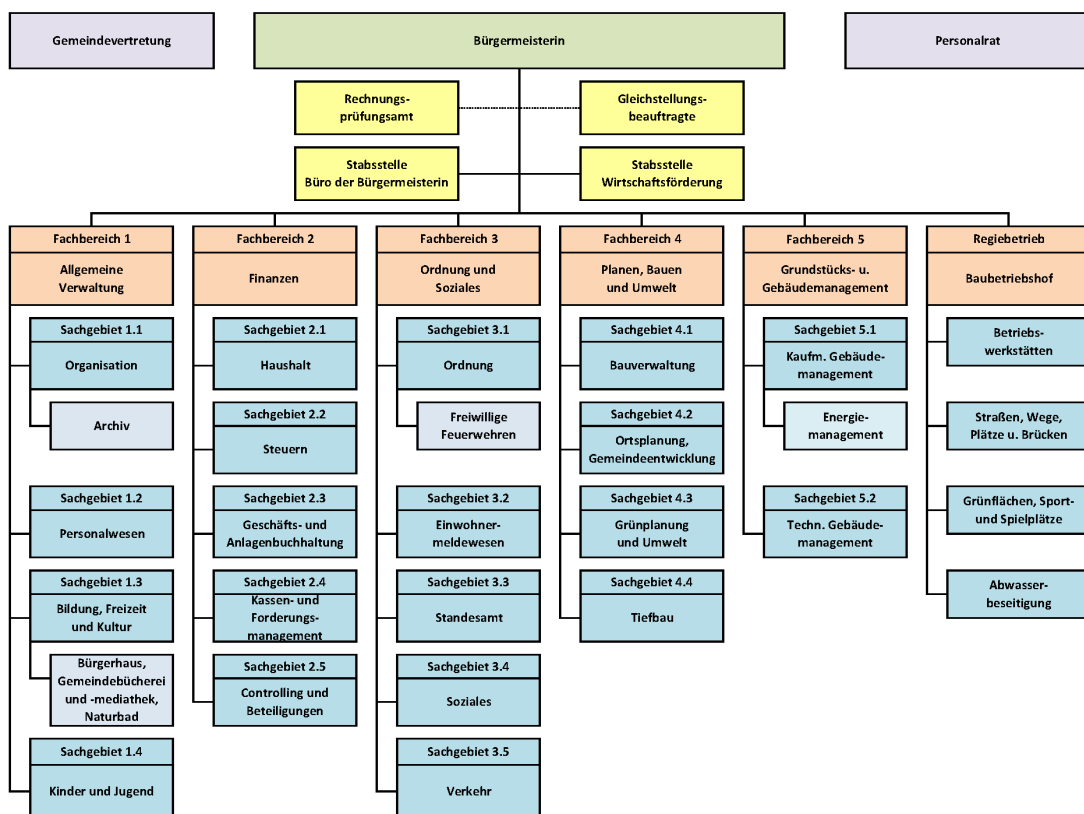 Gemeindevertretung
Bürgermeisterin
Personalrat
Rechnungs-
prüfungsamt
Gleichstellungs-
beauftragte
Stabsstelle
Büro der Bürgermeisterin
Stabsstelle
Wirtschaftsförderung
Fachbereich 1
Allgemeine
Verwaltung
Sachgebiet 1.1
Organisation
Archiv
Sachgebiet 1.2
Personalwesen
Sachgebiet 1.3
Bildung, Freizeit
und Kultur
Bürgerhaus,
Gemeindebücherei
und -mediathek,
Naturbad
Sachgebiet 1.4
Kinder und Jugend
Fachbereich 2
Finanzen
Sachgebiet 2.1
Haushalt
Sachgebiet 2.2
Steuern
Sachgebiet 2.3
Geschäfts- und
Anlagenbuchhaltung
Sachgebiet 2.4
Kassen- und
Forderungs-
management
Sachgebiet 2.5
Controlling und
Beteiligungen
Fachbereich 3
Ordnung und
Soziales
Sachgebiet 3.1
Ordnung
Freiwillige
Feuerwehren
Sachgebiet 3.2
Einwohner-
meldewesen
Sachgebiet 3.3
Standesamt
Sachgebiet 3.4
Soziales
Sachgebiet 3.5
Verkehr
Fachbereich 4
Planen, Bauen
und Umwelt
Sachgebiet 4.1
Bauverwaltung
Sachgebiet 4.2
Ortsplanung,
Gemeindeentwicklung
Sachgebiet 4.3
Grünplanung
und Umwelt
Sachgebiet 4.4
Tiefbau
Fachbereich 5
Grundstücks- u.
Gebäudemanagement
Sachgebiet 5.1
Kaufm. Gebäude-
management
Energie-
management
Sachgebiet 5.2
Techn. Gebäude-
management
Regiebetrieb
Baubetriebshof
Betriebs-
werkstätten
Straßen, Wege,
Plätze u. Brücken
Grünflächen, Sport-
und Spielplätze
Abwasser-
beseitigung